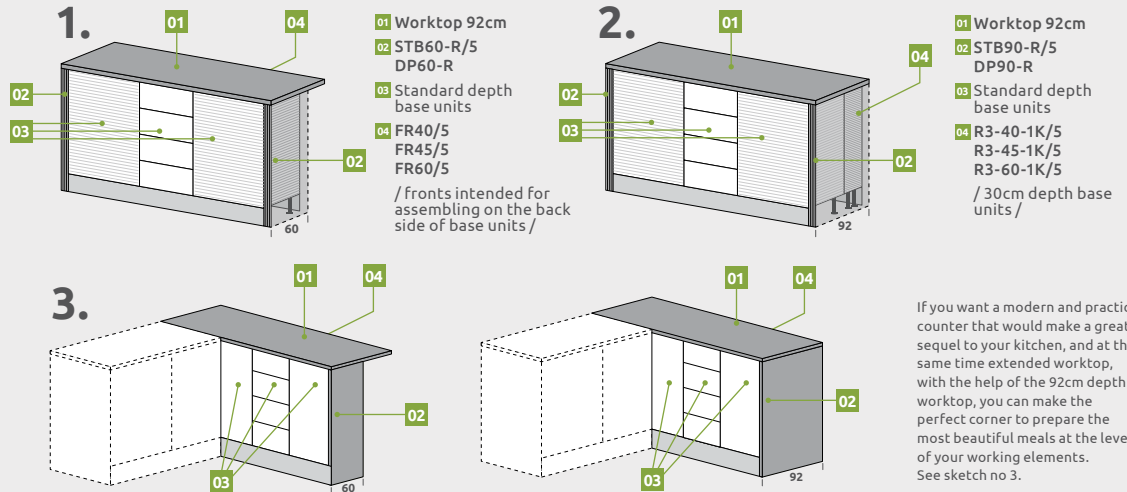 1.
01
04
02
03
02
60
01 Worktop 92cm
02 STB60-R/5
DP60-R
03 Standard depth
base units
04 FR40/5
FR45/5
FR60/5
/ fronts intended for
assembling on the back
side of base units /
2.
01
04
02
03
02
92
01 Worktop 92cm
02 STB90-R/5
DP90-R
03 Standard depth
base units
04 R3-40-1K/5
R3-45-1K/5
R3-60-1K/5
/ 30cm depth base
units /
3.
01
04
02
03
60
01
04
02
03
92
If you want a modern and practic
counter that would make a great
sequel to your kitchen, and at th
same time extended worktop,
with the help of the 92cm depth
worktop, you can make the
perfect corner to prepare the
most beautiful meals at the leve
of your working elements.
See sketch no 3.